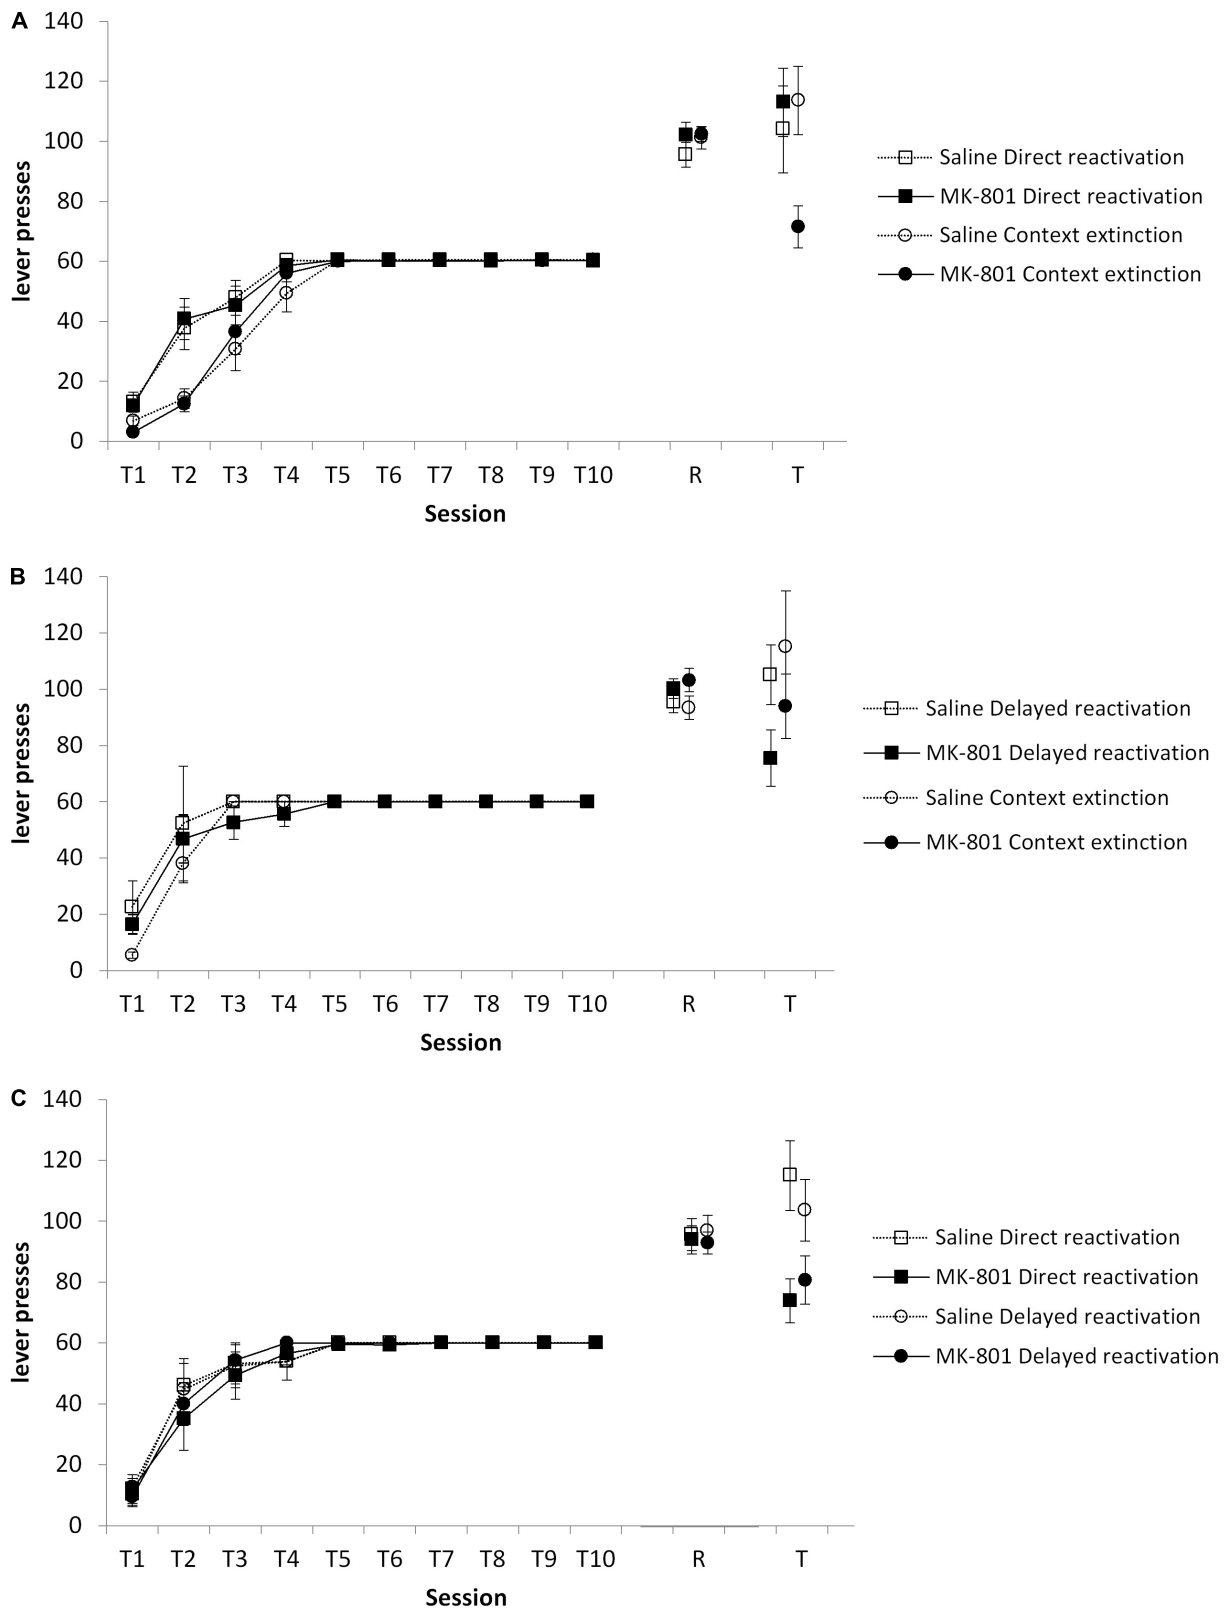 A
140
120
100
80
60
40
20
0
lever presses
T1 T2 T3 T4 T5 T6 T7 T8 T9 T10 R T
Session
Saline Direct reactivation
MK-801 Direct reactivation
Saline Context extinction
MK-801 Context extinction
B
140
120
100
80
60
40
20
0
lever presses
T1 T2 T3 T4 T5 T6 T7 T8 T9 T10 R T
Session
Saline Delayed reactivation
MK-801 Delayed reactivation
Saline Context extinction
MK-801 Context extinction
C
140
120
100
80
60
40
20
0
lever presses
T1 T2 T3 T4 T5 T6 T7 T8 T9 T10 R T
Session
Saline Direct reactivation
MK-801 Direct reactivation
Saline Delayed reactivation
MK-801 Delayed reactivation